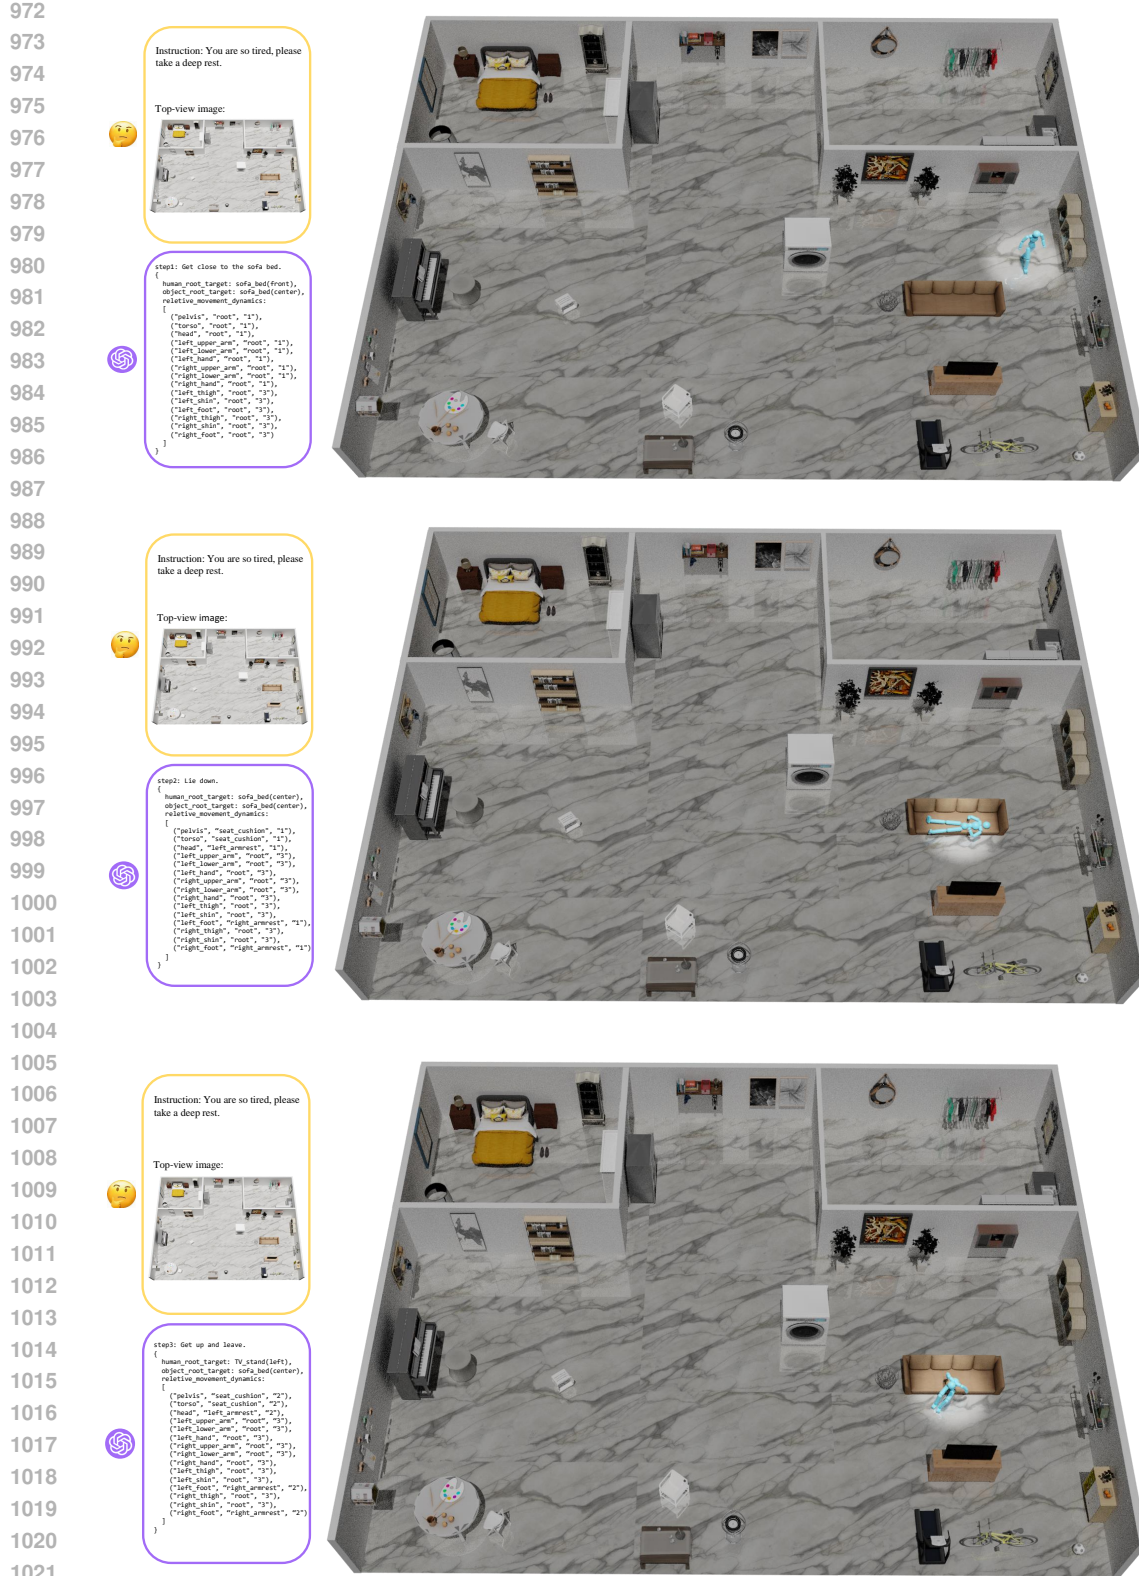 972
973
974
975
976
977
978
979
980
981
982
983
984
985
986
987
988
989
990
991
992
993
994
995
996
997
998
999
1000
1001
1002
1003
1004
1005
1006
1007
1008
1009
1010
1011
1012
1013
1014
1015
1016
1017
1018
1019
1020
1021
Instruction: You are so tired, please
take a deep rest.
Top-view image:
step1: Get close to the sofa bed.
{
human_root_target: sofa_bed(front),
object_root_target: sofa_bed(center),
reletive_movement_dynamics:
[
("pelvis", "root", "1"),
("torso", "root", "1"),
("head", "root", "1"),
("left_upper_arm", "root", "1"),
("left_lower_arm", "root", "1"),
("left_hand", "root", "1"),
("right_upper_arm", "root", "1"),
("right_lower_arm", "root", "1"),
("right_hand", "root", "1"),
("left_thigh", "root", "3"),
("left_shin", "root", "3"),
("left_foot", "root", "3"),
("right_thigh", "root", "3"),
("right_shin", "root", "3"),
("right_foot", "root", "3")
]
}
Instruction: You are so tired, please
take a deep rest.
Top-view image:
step2: Lie down.
{
human_root_target: sofa_bed(center),
object_root_target: sofa_bed(center),
reletive_movement_dynamics:
[
("pelvis", "seat_cushion", "1"),
("torso", "seat_cushion", "1"),
("head", "left_armrest", "1"),
("left_upper_arm", "root", "3"),
("left_lower_arm", "root", "3"),
("left_hand", "root", "3"),
("right_upper_arm", "root", "3"),
("right_lower_arm", "root", "3"),
("right_hand", "root", "3"),
("left_thigh", "root", "3"),
("left_shin", "root", "3"),
("left_foot", "right_armrest", "1"),
("right_thigh", "root", "3"),
("right_shin", "root", "3"),
("right_foot", "right_armrest", "1")
]
}
Instruction: You are so tired, please
take a deep rest.
Top-view image:
step3: Get up and leave.
{
human_root_target: TV_stand(left),
object_root_target: sofa_bed(center),
reletive_movement_dynamics:
[
("pelvis", "seat_cushion", "2"),
("torso", "seat_cushion", "2"),
("head", "left_armrest", "2"),
("left_upper_arm", "root", "3"),
("left_lower_arm", "root", "3"),
("left_hand", "root", "3"),
("right_upper_arm", "root", "3"),
("right_lower_arm", "root", "3"),
("right_hand", "root", "3"),
("left_thigh", "root", "3"),
("left_shin", "root", "3"),
("left_foot", "right_armrest", "2"),
("right_thigh", "root", "3"),
("right_shin", "root", "3"),
("right_foot", "right_armrest", "2")
]
}